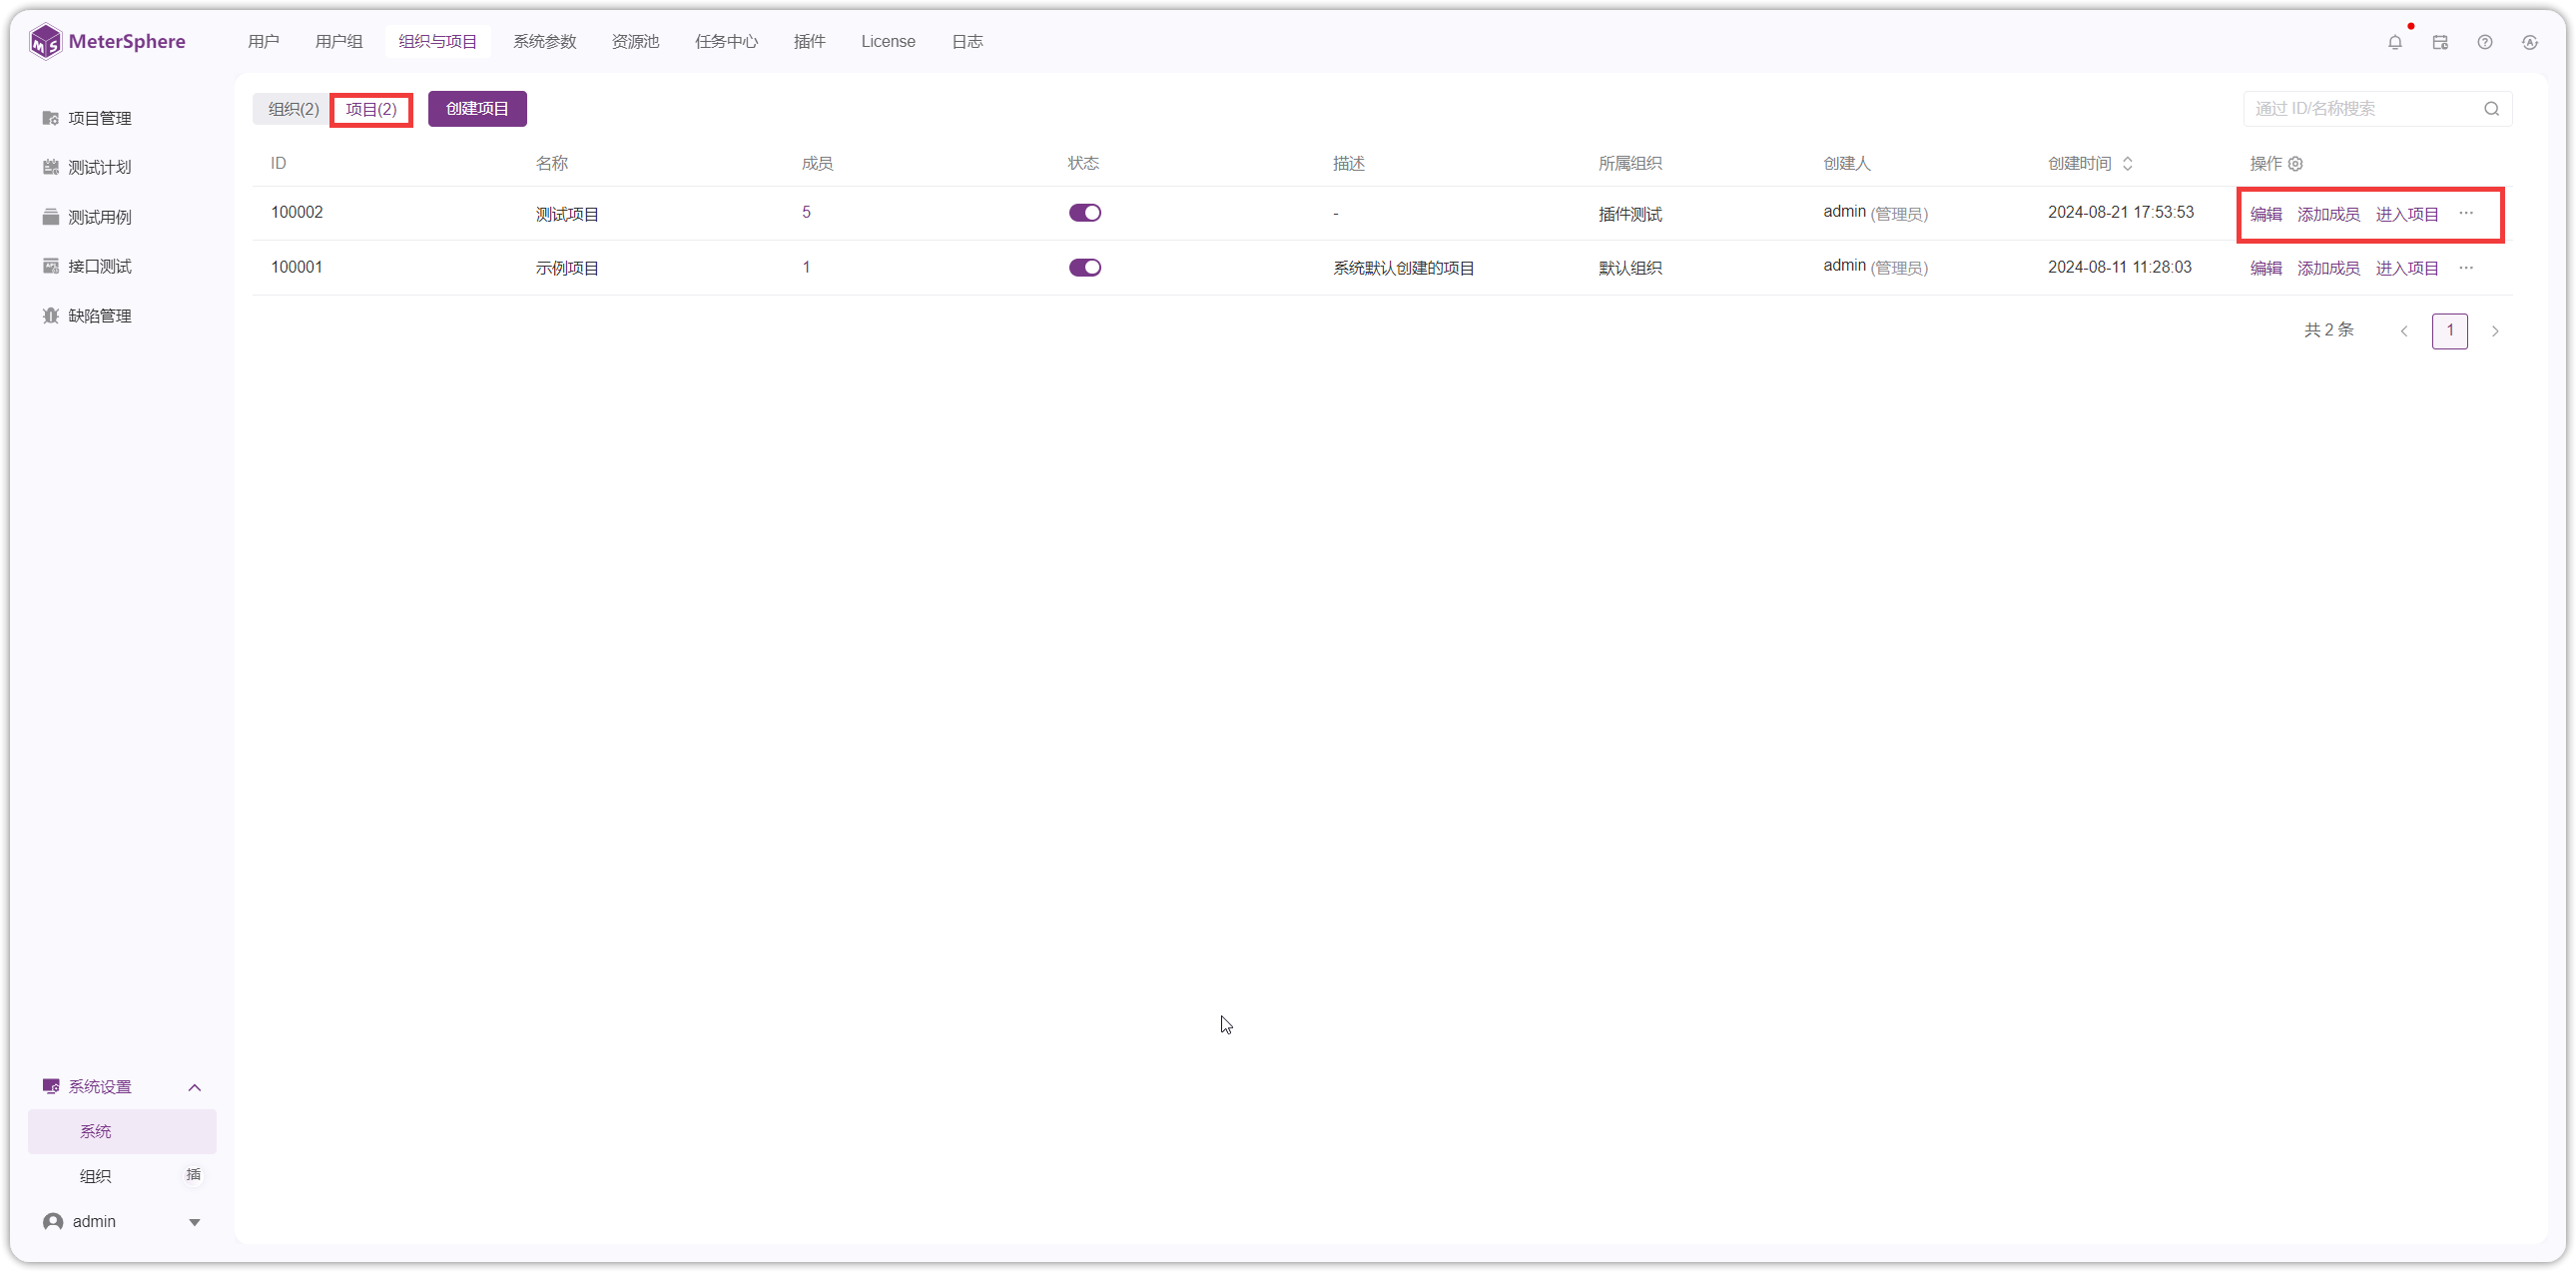 MeterSphere 用户 用户组 组织与项目 系统参数 资源池 任务中心 插件 License 日志
项目管理
测试计划
测试用例
接口测试
缺陷管理
组织(2) 项目(2) 创建项目 通过 ID/名称搜索
ID 名称 成员 状态 描述 所属组织 创建人 创建时间 操作
100002 测试项目 5 - 插件测试 admin (管理员) 2024-08-21 17:53:53 编辑 添加成员 进入项目 ···
100001 示例项目 1 系统默认创建的项目 默认组织 admin (管理员) 2024-08-11 11:28:03 编辑 添加成员 进入项目 ···
共 2 条 1
系统设置
系统
组织 插
admin